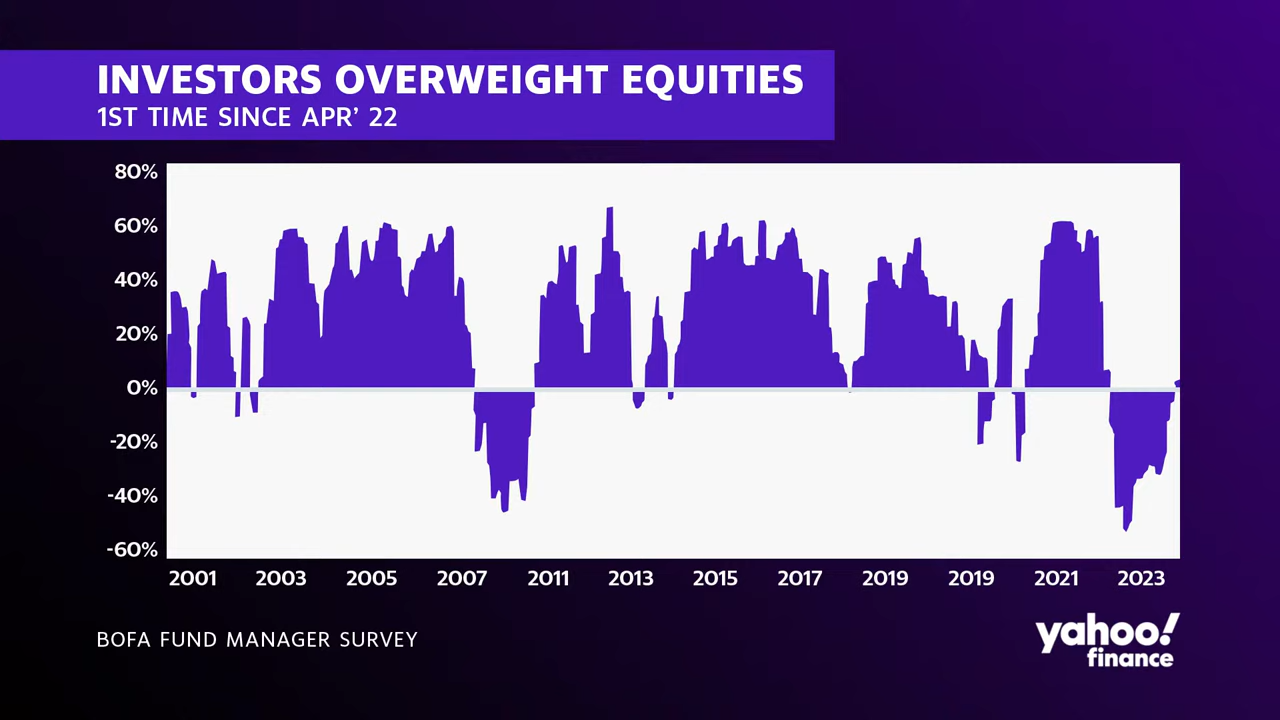 INVESTORS OVERWEIGHT EQUITIES
1ST TIME SINCE APR’ 22
80%
60%
40%
20%
0%
-20%
-40%
-60%
2001 2003 2005 2007 2011 2013 2015 2017 2019 2019 2021 2023
BOFA FUND MANAGER SURVEY
yahoo!
finance